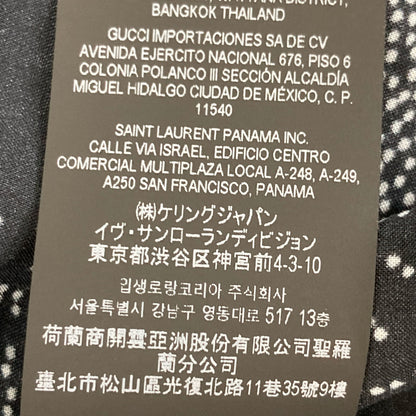 BANGKOK THAILAND
GUCCI IMPORTACIONES SA DE CV
AVENIDA EJERCITO NACIONAL 676, PISO 6
COLONIA POLANCO III SECCIÓN ALCALDÍA
MIGUEL HIDALGO CIUDAD DE MÉXICO, C. P.
11540
SAINT LAURENT PANAMA INC.
CALLE VIA ISRAEL, EDIFICIO CENTRO
COMERCIAL MULTIPLAZA LOCAL A-248, A-249,
A250 SAN FRANCISCO, PANAMA
㈱ケリングジャパン
イヴ・サンローランディビジョン
東京都渋谷区神宮前4-3-10
입생로랑코리아 주식회사
서울특별시 강남구 영동대로 517 13층
荷蘭商開雲亞洲股份有限公司聖羅
蘭分公司
臺北市松山區光復北路11巷35號9樓